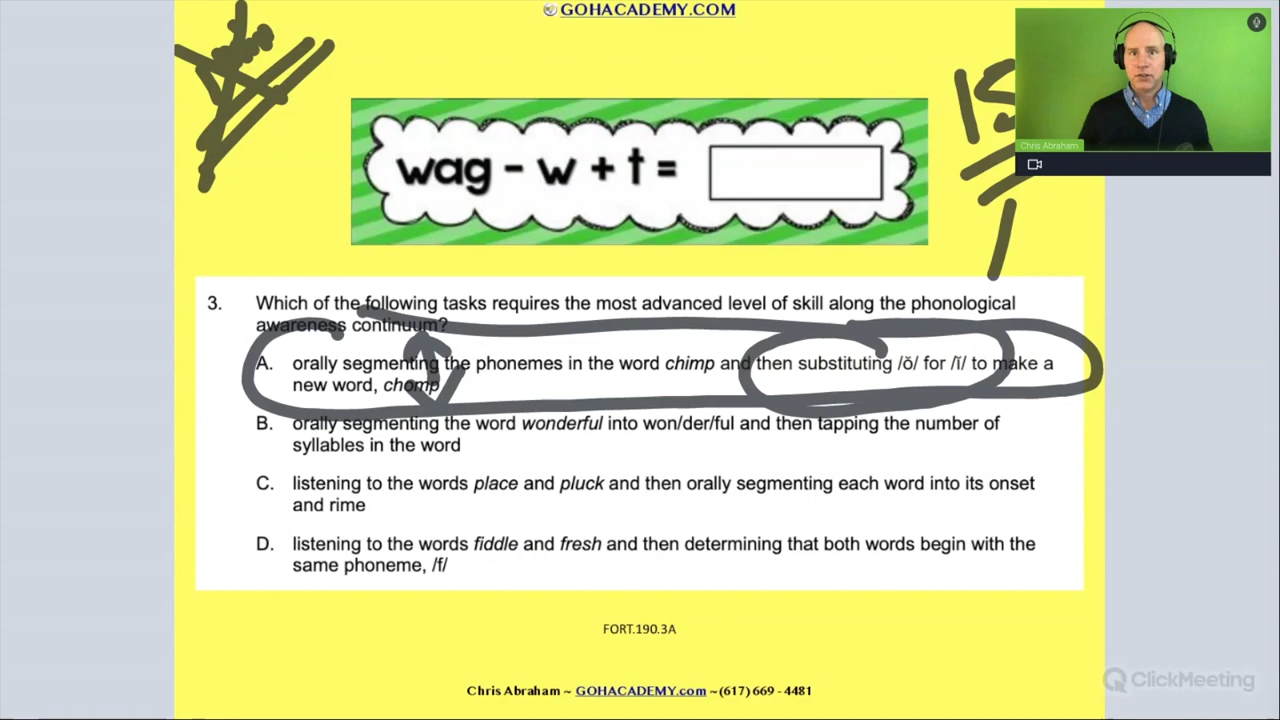 GOHACADEMY.COM
15
Chris Abraham
wag - w + t =
3. Which of the following tasks requires the most advanced level of skill along the phonological
awareness continuum?
A. orally segmenting the phonemes in the word chimp and then substituting /ŏ/ for /ĭ/ to make a
new word, chomp
B. orally segmenting the word wonderful into won/der/ful and then tapping the number of
syllables in the word
C. listening to the words place and pluck and then orally segmenting each word into its onset
and rime
D. listening to the words fiddle and fresh and then determining that both words begin with the
same phoneme, /f/
FORT.190.3A
Chris Abraham ~ GOHACADEMY.com ~(617) 669 - 4481
ClickMeeting